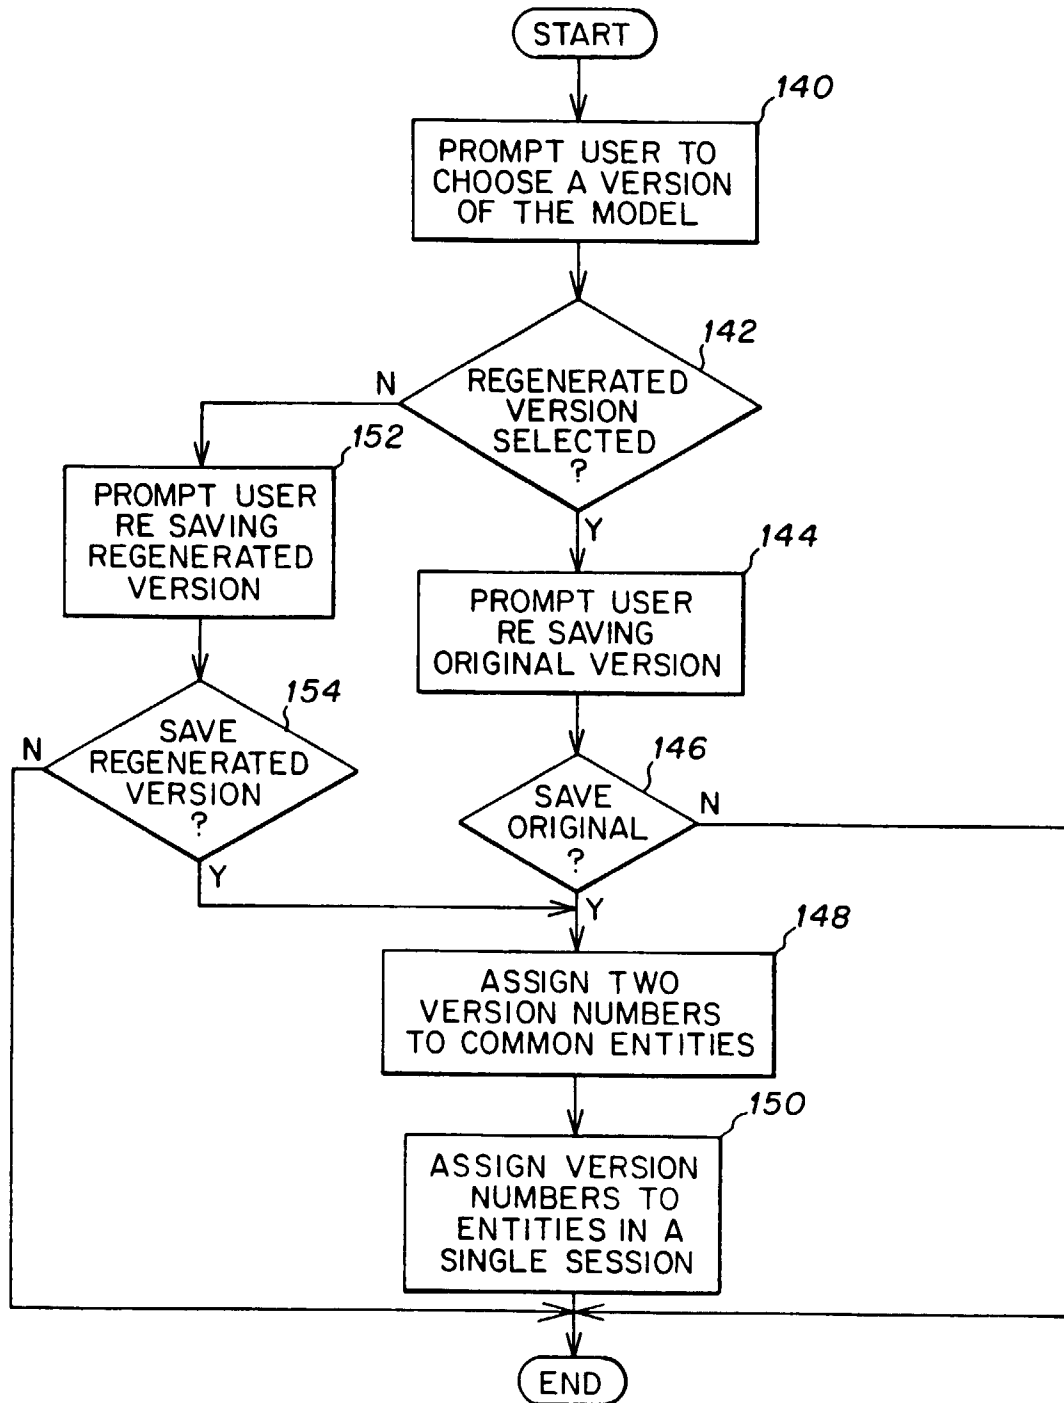 START
140
PROMPT USER TO
CHOOSE A VERSION
OF THE MODEL
142
REGENERATED
VERSION
SELECTED
?
N
Y
152
PROMPT USER
RE SAVING
REGENERATED
VERSION
144
PROMPT USER
RE SAVING
ORIGINAL VERSION
154
SAVE
REGENERATED
VERSION
?
N
Y
146
SAVE
ORIGINAL
?
N
Y
148
ASSIGN TWO
VERSION NUMBERS
TO COMMON ENTITIES
150
ASSIGN VERSION
NUMBERS TO
ENTITIES IN A
SINGLE SESSION
END